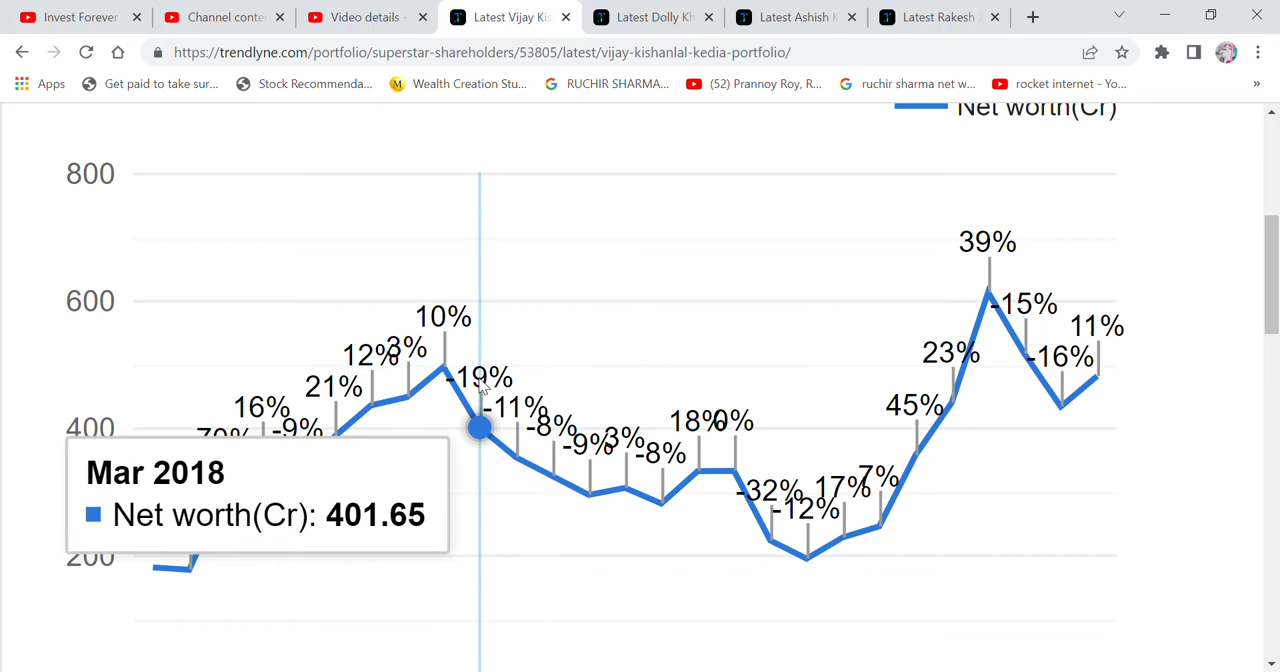 Invest Forever
Channel conte
Video details -
Latest Vijay Kis
Latest Dolly Kh
Latest Ashish K
Latest Rakesh J
https://trendlyne.com/portfolio/superstar-shareholders/53805/latest/vijay-kishanlal-kedia-portfolio/
Apps
Get paid to take sur...
Stock Recommenda...
M
Wealth Creation Stu...
RUCHIR SHARMA...
(52) Prannoy Roy, R...
ruchir sharma net w...
rocket internet - Yo...
»
Net worth(Cr)
800
600
400
200
16%
-9%
21%
12%
3%
10%
-19%
-11%
-8%
-9%
3%
-8%
18%
0%
-32%
-12%
17%
7%
45%
23%
39%
-15%
-16%
11%
Mar 2018
Net worth(Cr): 401.65